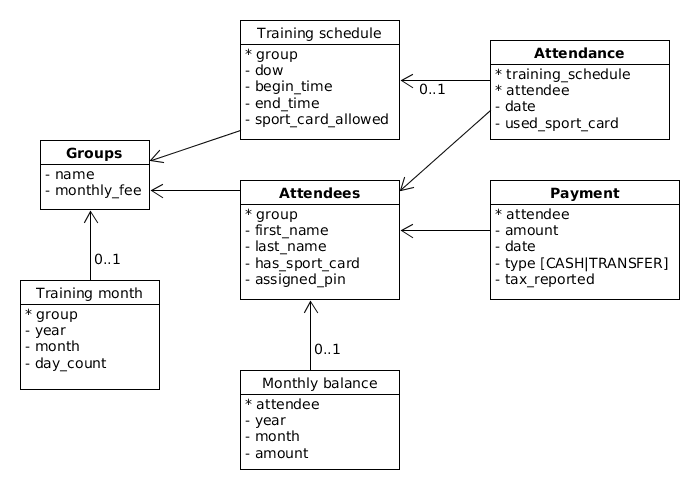 Training schedule
* group
- dow
- begin_time
- end_time
- sport_card_allowed
Attendance
* training_schedule
* attendee
- date
- used_sport_card
0..1
Groups
- name
- monthly_fee
Attendees
* group
- first_name
- last_name
- has_sport_card
- assigned_pin
Payment
* attendee
- amount
- date
- type [CASH|TRANSFER]
- tax_reported
0..1
Training month
* group
- year
- month
- day_count
0..1
Monthly balance
* attendee
- year
- month
- amount